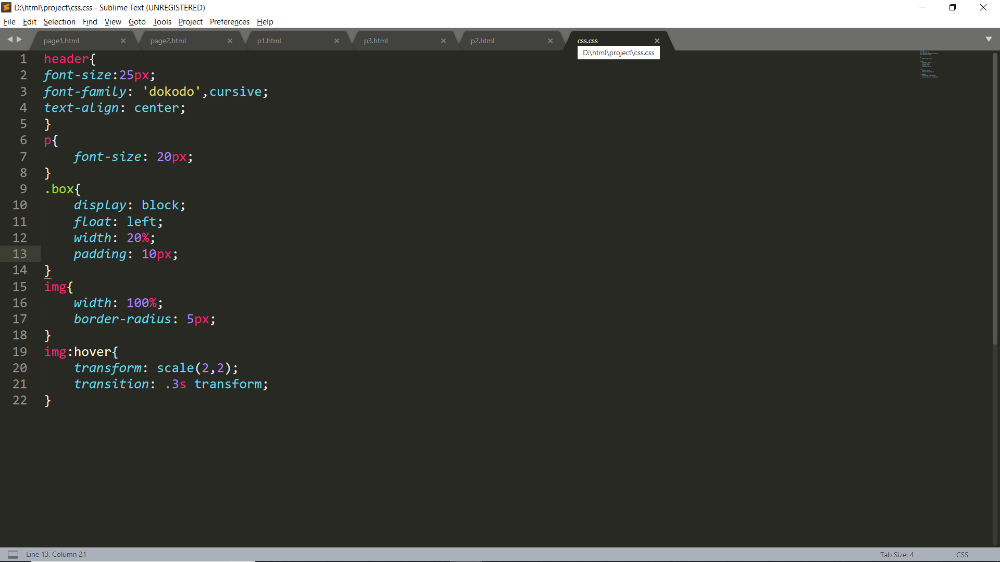 D:\html\project\css.css - Sublime Text (UNREGISTERED)
File Edit Selection Find View Goto Tools Project Preferences Help
page1.html page2.html p1.html p3.html p2.html css.css
D:\html\project\css.css
1 header{
2 font-size:25px;
3 font-family: 'dokodo',cursive;
4 text-align: center;
5 }
6 p{
7     font-size: 20px;
8 }
9 .box{
10     display: block;
11     float: left;
12     width: 20%;
13     padding: 10px;
14 }
15 img{
16     width: 100%;
17     border-radius: 5px;
18 }
19 img:hover{
20     transform: scale(2,2);
21     transition: .3s transform;
22 }
Line 13, Column 21 Tab Size: 4 CSS